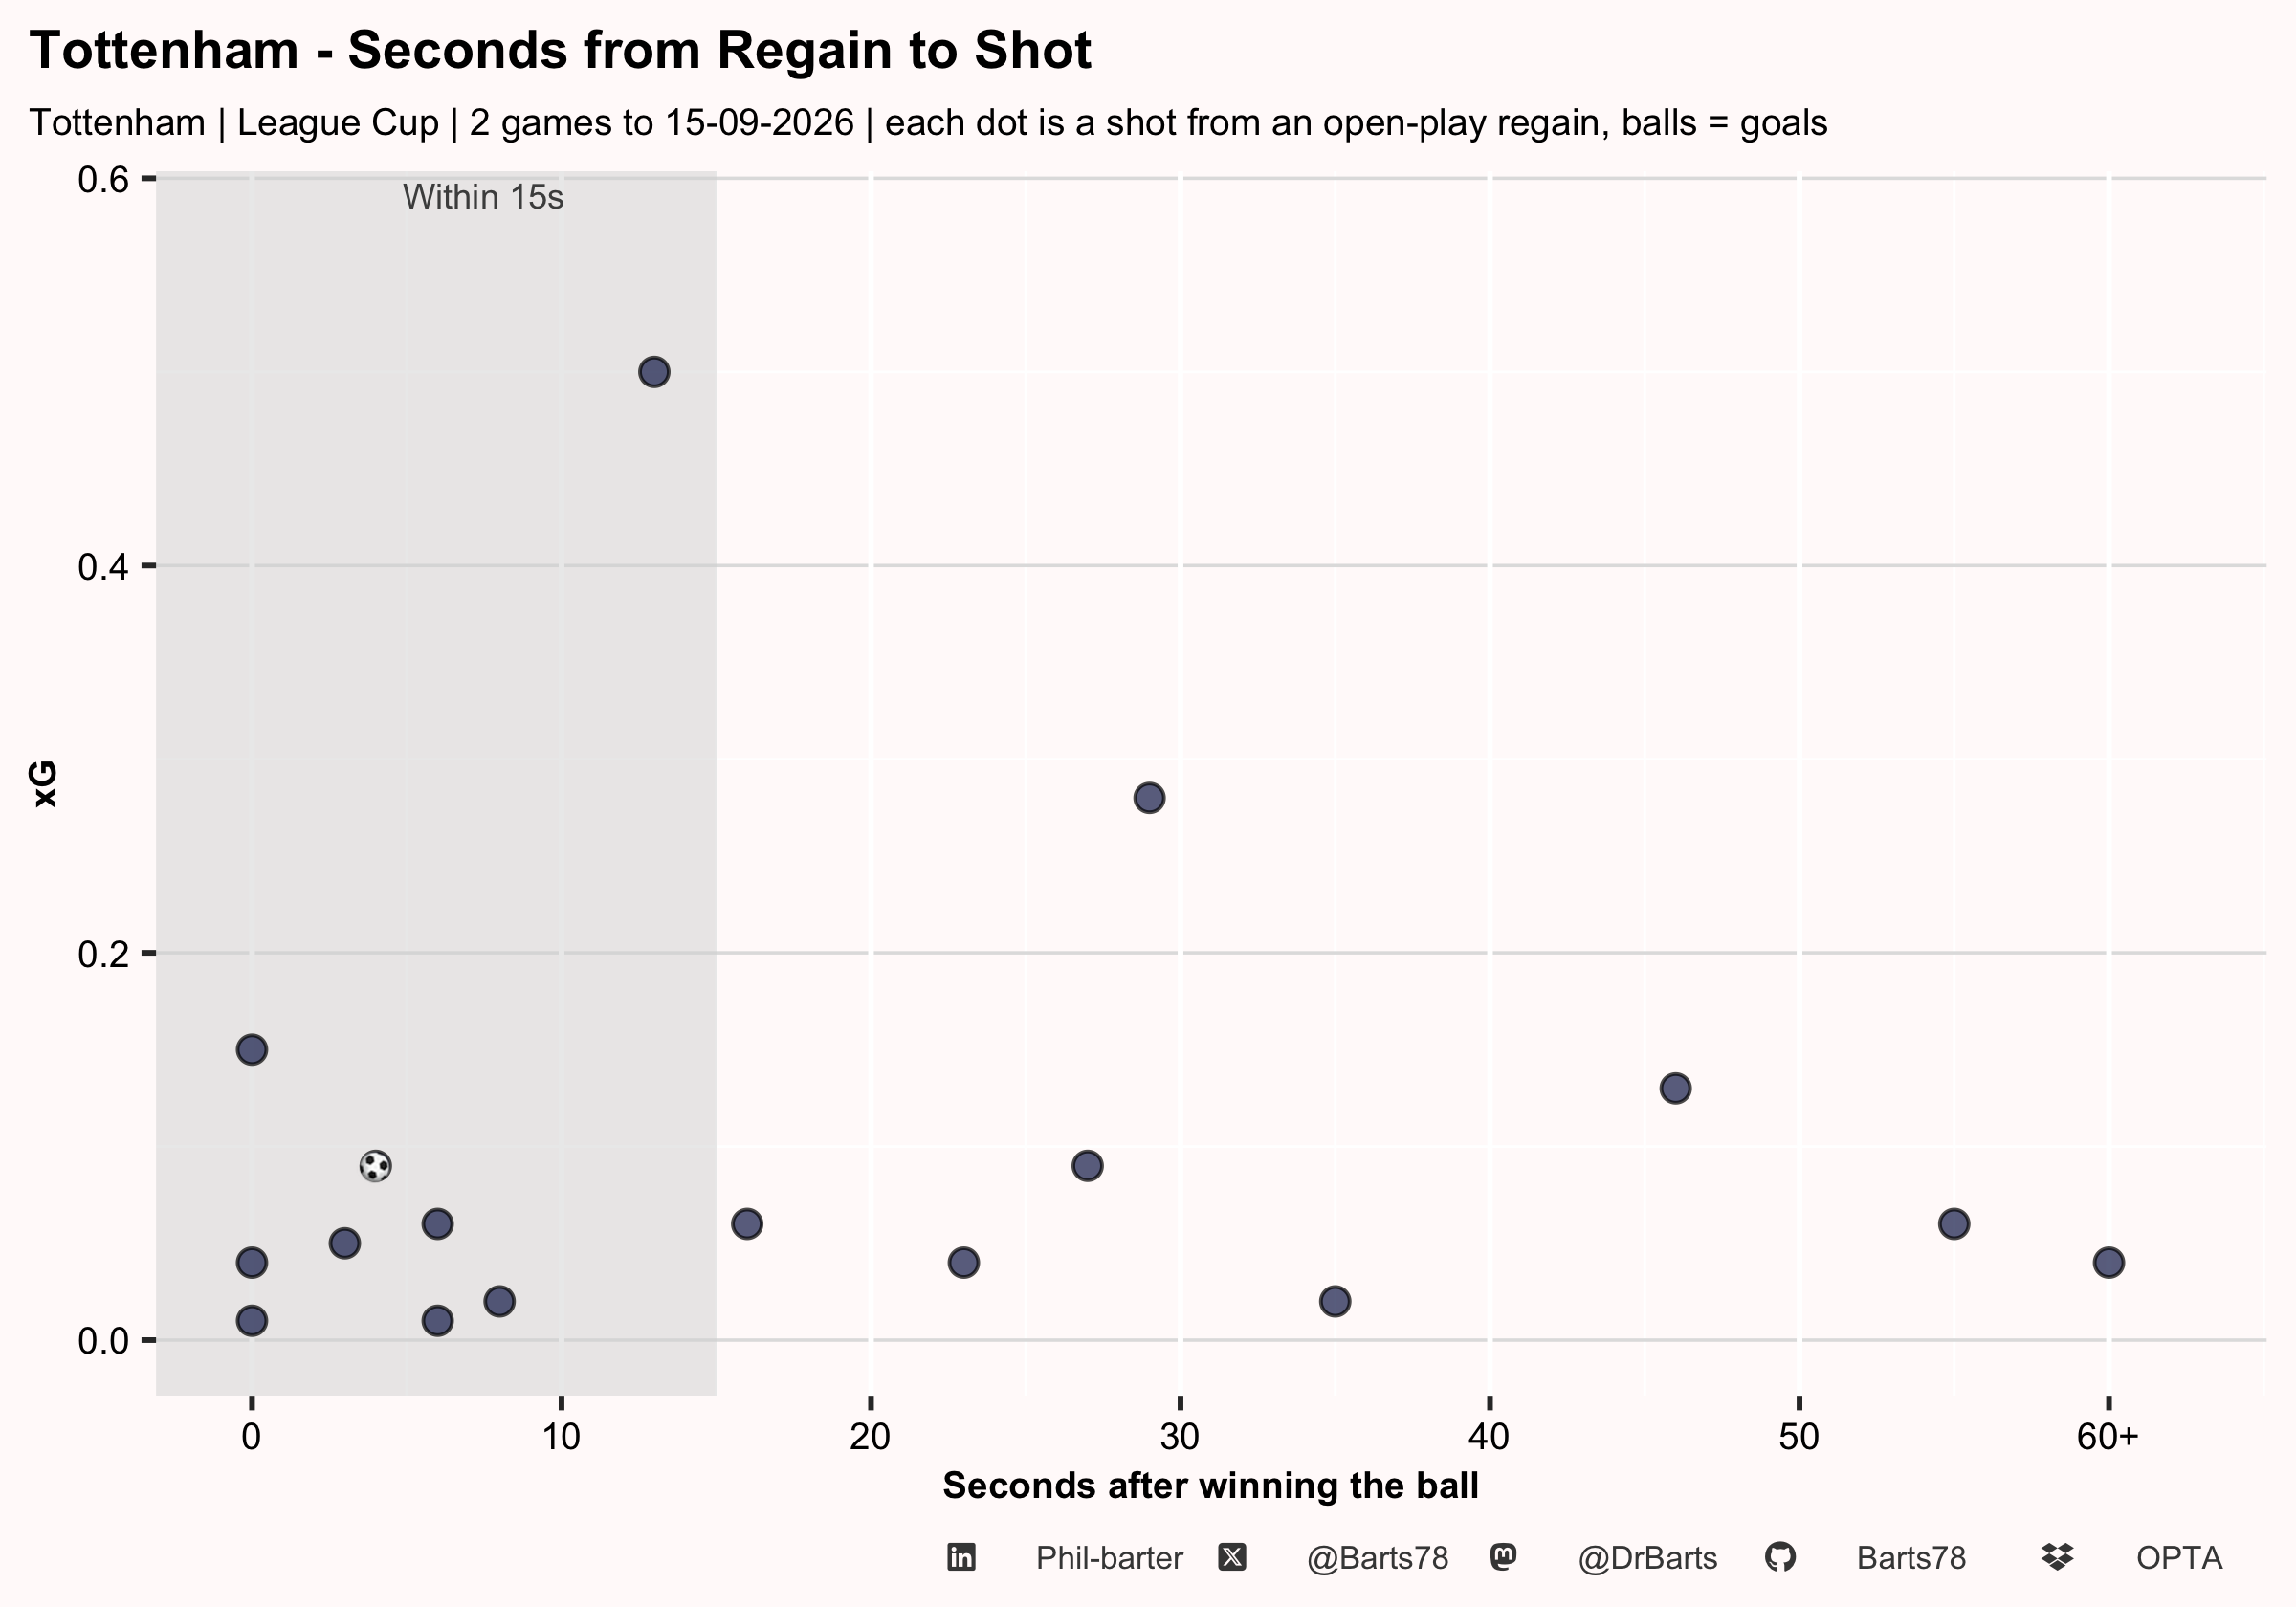 Tottenham - Seconds from Regain to Shot
Tottenham | League Cup | 2 games to 15-09-2026 | each dot is a shot from an open-play regain, balls = goals
Within 15s
0.6
0.4
0.2
0.0
xG
0 10 20 30 40 50 60+
Seconds after winning the ball
Phil-barter @Barts78 @DrBarts Barts78 OPTA